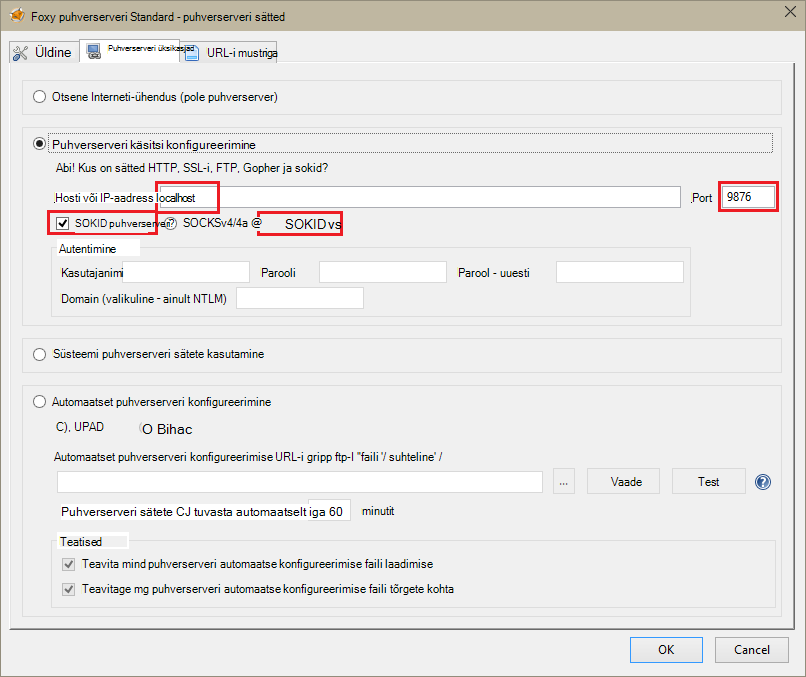 Foxy puhverserveri Standard - puhverserveri sätted
Üldine Puhverserveri üksikasjad URL-i mustriga
Otsene Interneti-ühendus (pole puhverserver)
Puhverserveri käsitsi konfigureerimine
Abi! Kus on sätted HTTP, SSL-i, FTP, Gopher ja sokid?
Hosti või IP-aadress localhost Port 9876
SOKID puhverserver? SOCKSv4/4a @ SOKID vs
Autentimine
Kasutajanimi Parooli Parool - uuesti
Domain (valikuline - ainult NTLM)
Süsteemi puhverserveri sätete kasutamine
Automaatset puhverserveri konfigureerimine
C), UPAD (O Bihac
Automaatset puhverserveri konfigureerimise URL-i gripp ftp-l "faili '/ suhteline' /
... Vaade Test ?
Puhverserveri sätete CJ tuvasta automaatselt iga 60 minutit
Teatised
Teavita mind puhverserveri automaatse konfigureerimise faili laadimise
Teavitage mg puhverserveri automaatse konfigureerimise faili tõrgete kohta
OK Cancel